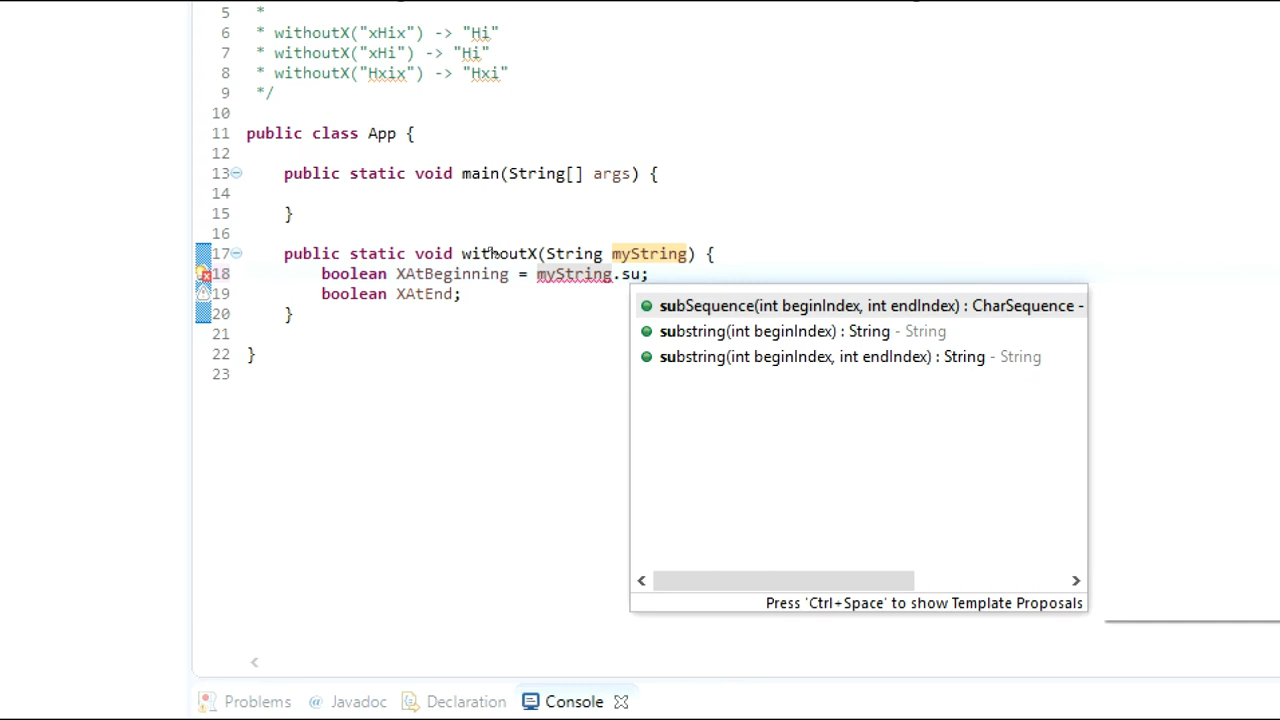 5 *
6 * withoutX("xHix") -> "Hi"
7 * withoutX("xHi") -> "Hi"
8 * withoutX("Hxix") -> "Hxi"
9 */
10
11 public class App {
12
13 public static void main(String[] args) {
14
15 }
16
17 public static void withoutX(String myString) {
18 boolean XAtBeginning = myString.su;
19 boolean XAtEnd;
20 }
21
22 }
23
subSequence(int beginIndex, int endIndex) : CharSequence -
substring(int beginIndex) : String - String
substring(int beginIndex, int endIndex) : String - String
Press 'Ctrl+Space' to show Template Proposals
Problems @ Javadoc Declaration Console